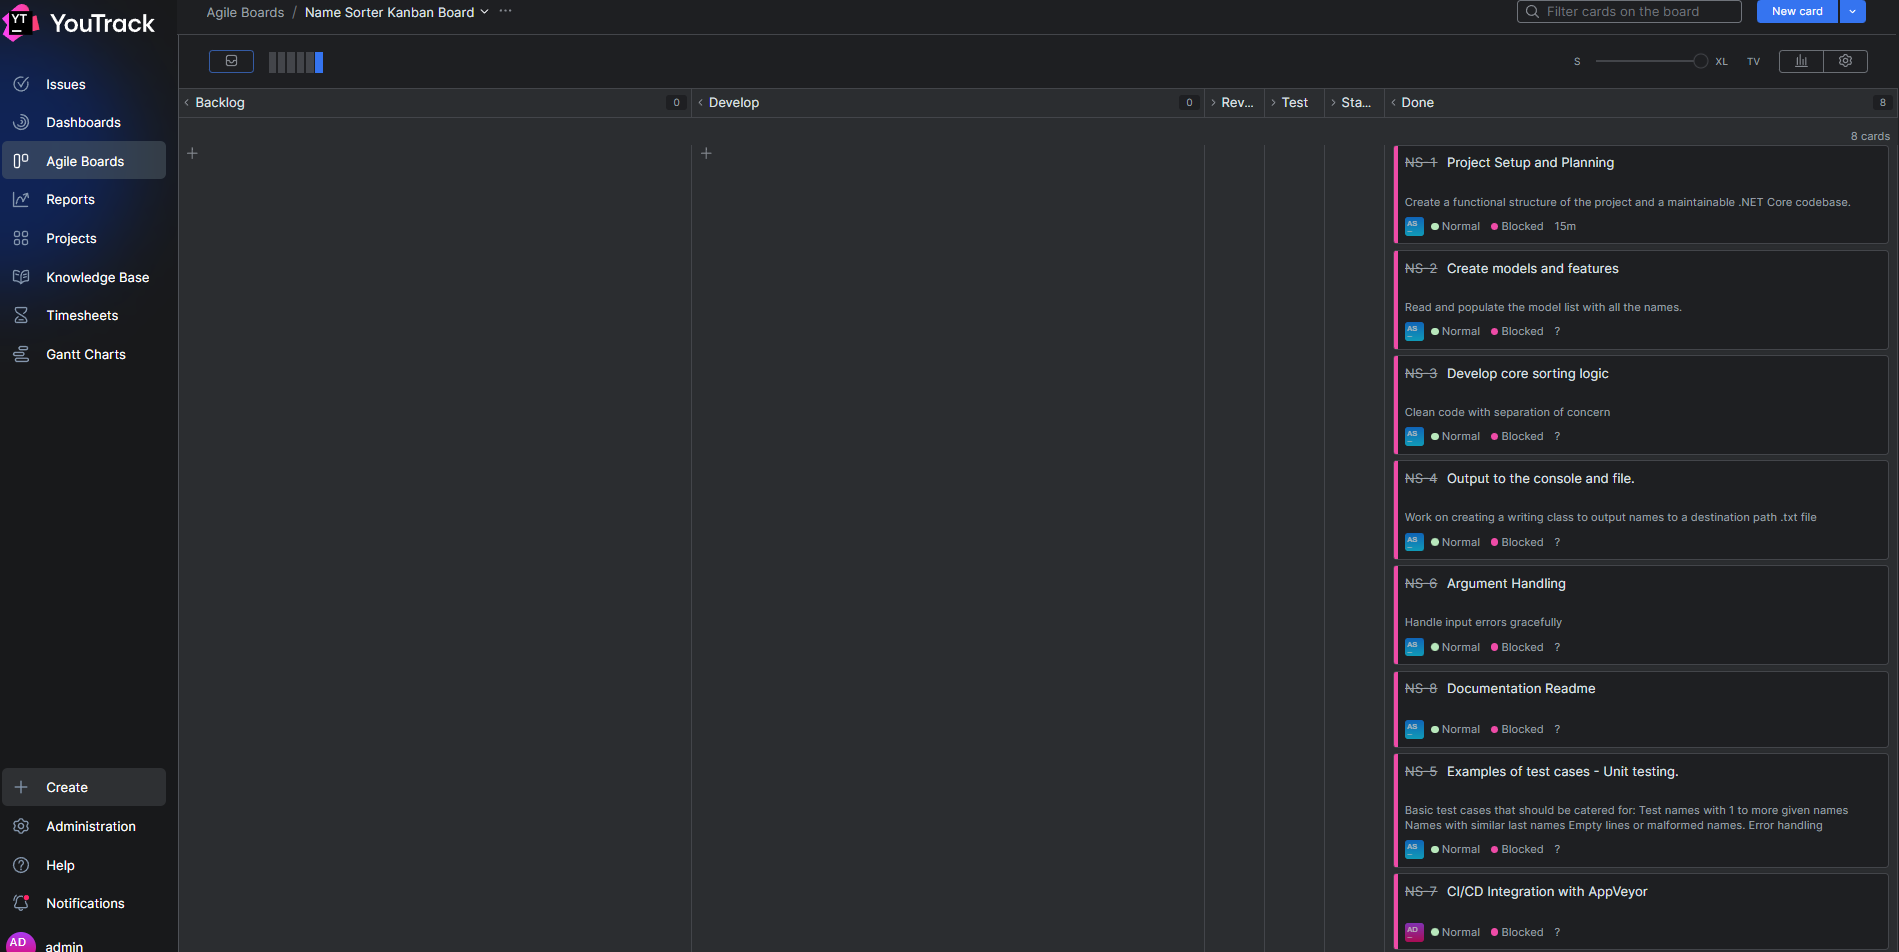 YT
YouTrack
Issues
Dashboards
Agile Boards
Reports
Projects
Knowledge Base
Timesheets
Gantt Charts
Create
Administration
Help
Notifications
AD
admin
Agile Boards / Name Sorter Kanban Board
Filter cards on the board
New card
S
XL
TV
Backlog 0
Develop 0
Rev...
Test
Sta...
Done 8
8 cards
NS-1 Project Setup and Planning
Create a functional structure of the project and a maintainable .NET Core codebase.
AS Normal Blocked 15m
NS-2 Create models and features
Read and populate the model list with all the names.
AS Normal Blocked ?
NS-3 Develop core sorting logic
Clean code with separation of concern
AS Normal Blocked ?
NS-4 Output to the console and file.
Work on creating a writing class to output names to a destination path .txt file
AS Normal Blocked ?
NS-6 Argument Handling
Handle input errors gracefully
AS Normal Blocked ?
NS-8 Documentation Readme
AS Normal Blocked ?
NS-5 Examples of test cases - Unit testing.
Basic test cases that should be catered for: Test names with 1 to more given names
Names with similar last names Empty lines or malformed names. Error handling
AS Normal Blocked ?
NS-7 CI/CD Integration with AppVeyor
AD Normal Blocked ?